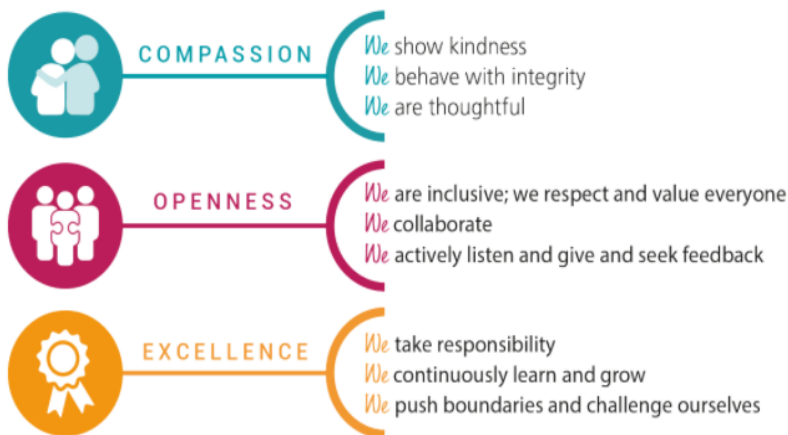 COMPASSION
We show kindness
We behave with integrity
We are thoughtful
OPENNESS
We are inclusive; we respect and value everyone
We collaborate
We actively listen and give and seek feedback
EXCELLENCE
We take responsibility
We continuously learn and grow
We push boundaries and challenge ourselves